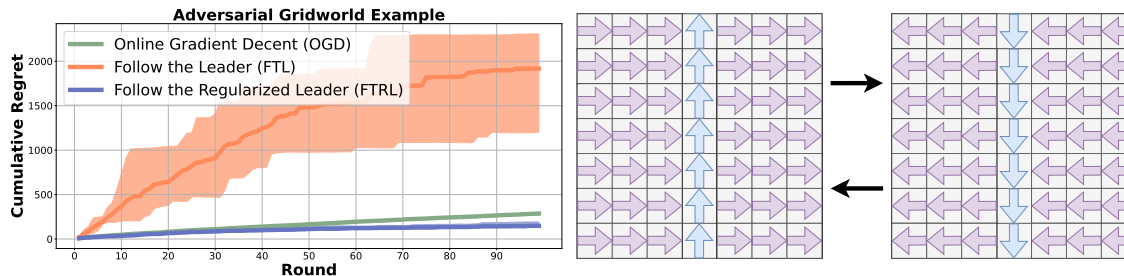 Adversarial Gridworld Example
Online Gradient Decent (OGD)
Follow the Leader (FTL)
Follow the Regularized Leader (FTRL)
Cumulative Regret
2000
1500
1000
500
0
0 10 20 30 40 50 60 70 80 90
Round